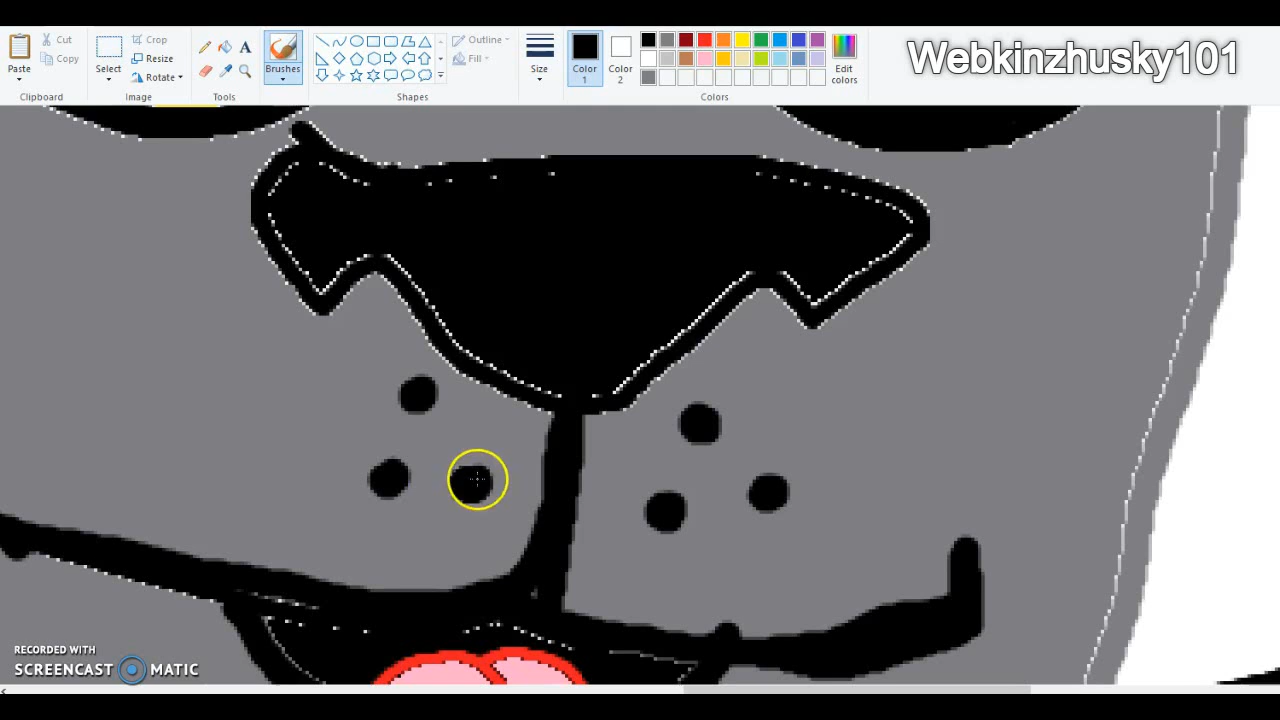 Paste
Cut
Copy
Clipboard
Select
Crop
Resize
Rotate
Image
A
Tools
Brushes
Outline
Fill
Shapes
Size
Color
1
Color
2
Edit
colors
Colors
Webkinzhusky101
RECORDED WITH
SCREENCAST MATIC